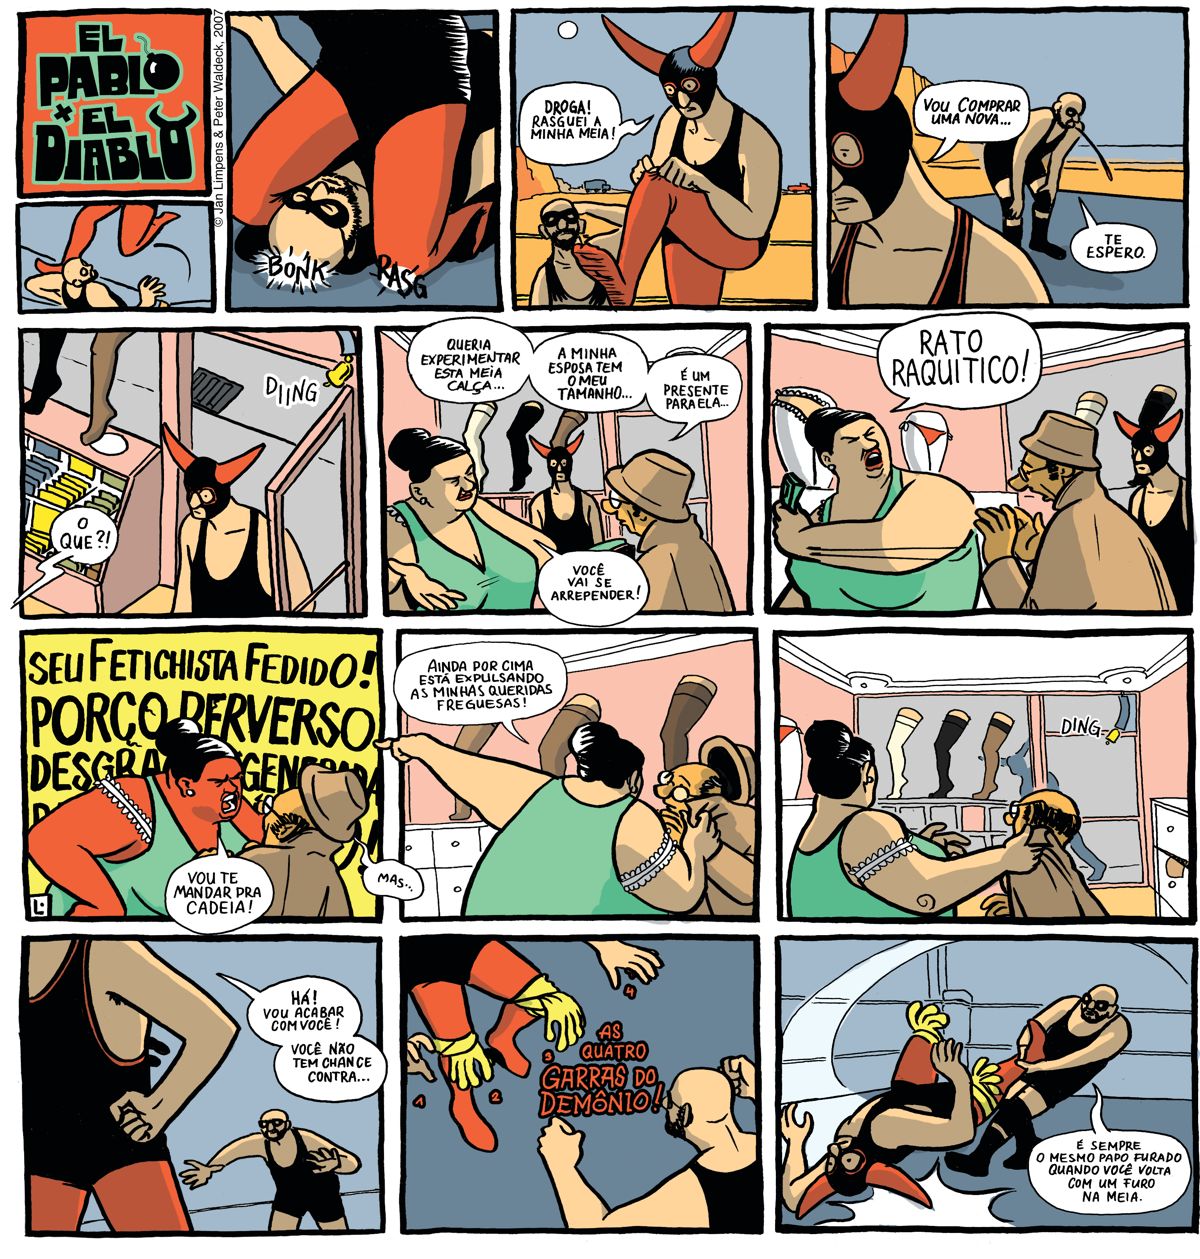 EL
PABLO
× EL
DIABLO
© Jan Limpens & Peter Waldeck, 2007
BONK
RASG
DROGA!
RASGUEI A
MINHA MEIA!
VOU COMPRAR
UMA NOVA...
TE
ESPERO.
DIING
O
QUE?!
QUERIA
EXPERIMENTAR
ESTA MEIA
CALÇA...
A MINHA
ESPOSA TEM
O MEU
TAMANHO...
É UM
PRESENTE
PARA ELA...
VOCÊ
VAI SE
ARREPENDER!
RATO
RAQUITICO!
SEU FETICHISTA FEDIDO!
PORCO PERVERSO
VOU TE
MANDAR PRA
CADEIA!
MAS...
AINDA POR CIMA
ESTÁ EXPULSANDO
AS MINHAS QUERIDAS
FREGUESAS!
DING
HÁ!
VOU ACABAR
COM VOCÊ!
VOCÊ NÃO
TEM CHANCE
CONTRA...
1
2
3
4
AS
QUATRO
GARRAS DO
DEMÔNIO!
É SEMPRE
O MESMO PAPO FURADO
QUANDO VOCÊ VOLTA
COM UM FURO
NA MEIA.